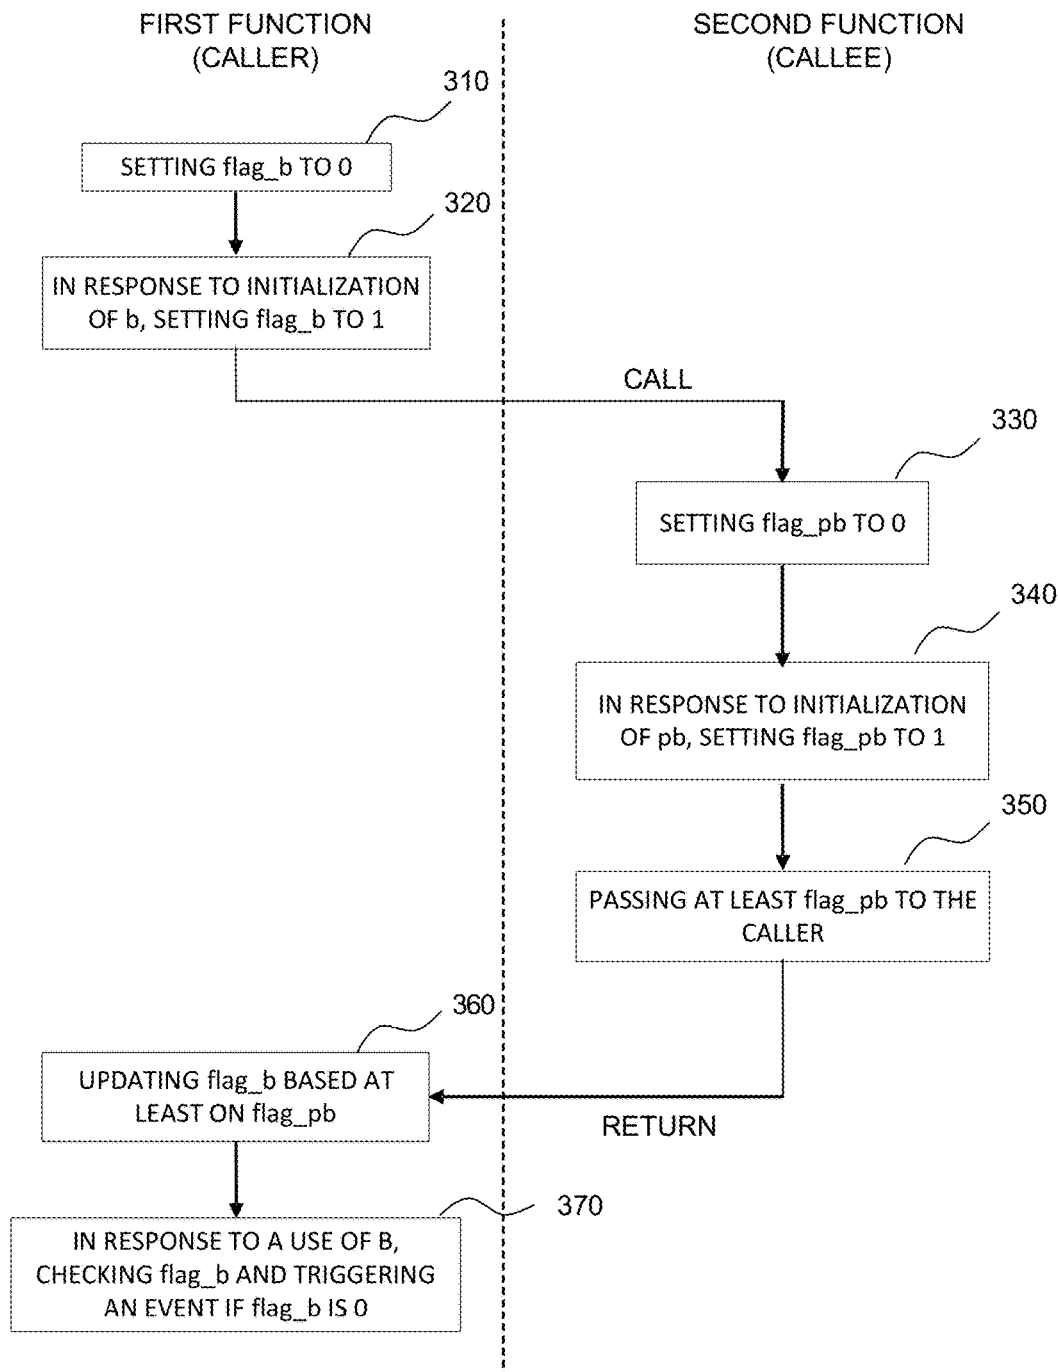 FIRST FUNCTION
(CALLER)
SECOND FUNCTION
(CALLEE)
310
SETTING flag_b TO 0
320
IN RESPONSE TO INITIALIZATION
OF b, SETTING flag_b TO 1
CALL
330
SETTING flag_pb TO 0
340
IN RESPONSE TO INITIALIZATION
OF pb, SETTING flag_pb TO 1
350
PASSING AT LEAST flag_pb TO THE
CALLER
360
UPDATING flag_b BASED AT
LEAST ON flag_pb
RETURN
370
IN RESPONSE TO A USE OF B,
CHECKING flag_b AND TRIGGERING
AN EVENT IF flag_b IS 0